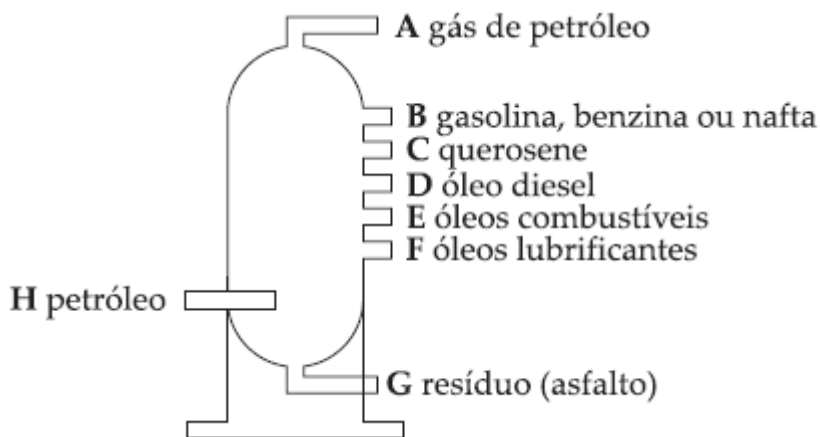 A gás de petróleo
B gasolina, benzina ou nafta
C querosene
D óleo diesel
E óleos combustíveis
F óleos lubrificantes
H petróleo
G resíduo (asfalto)